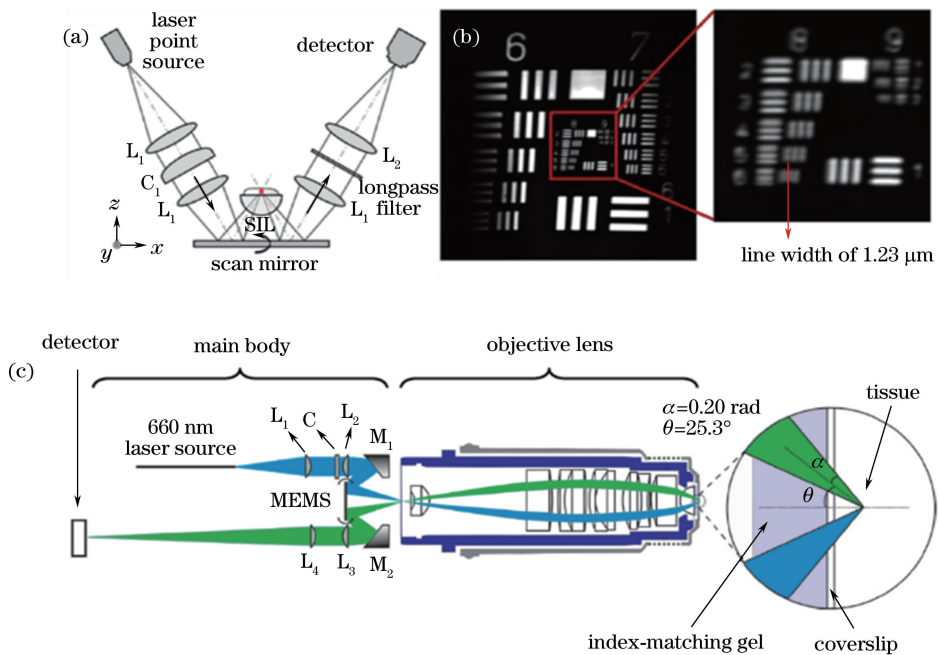 (a)
laser
point
source
detector
L₁
C₁
L₁
L₂
longpass
filter
L₁
SIL
z
y
x
scan mirror
(b)
6
7
8
9
line width of 1.23 μm
(c)
detector
main body
objective lens
660 nm
laser source
L₁
C
L₂
M₁
MEMS
L₄
L₃
M₂
α=0.20 rad
θ=25.3°
tissue
α
θ
index-matching gel
coverslip